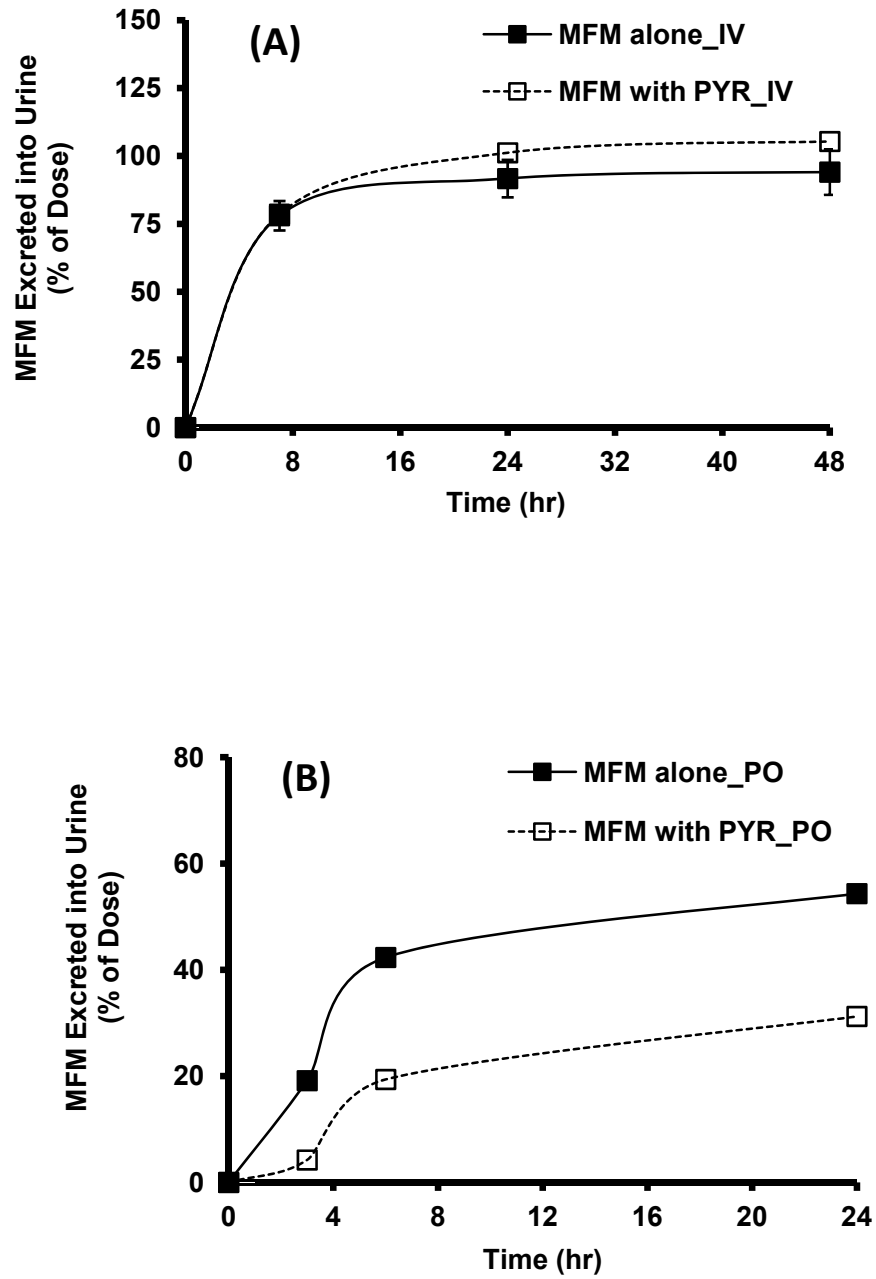 (A)
MFM alone_IV
MFM with PYR_IV
MFM Excreted into Urine
(% of Dose)
150
125
100
75
50
25
0
0 8 16 24 32 40 48
Time (hr)
(B)
MFM alone_PO
MFM with PYR_PO
MFM Excreted into Urine
(% of Dose)
80
60
40
20
0
0 4 8 12 16 20 24
Time (hr)